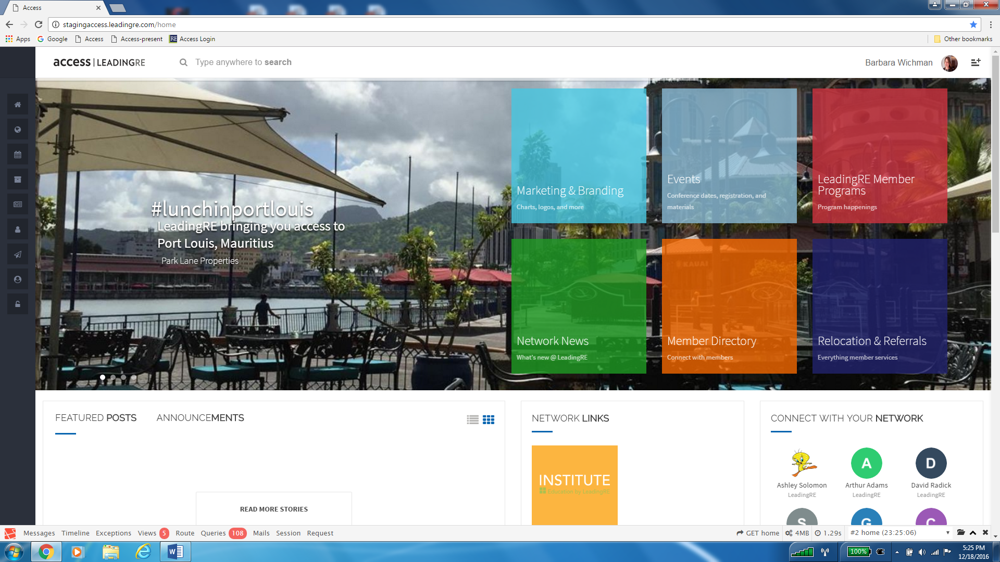 Access
stagingaccess.leadingre.com/home
Apps Google Access Access-present RE Access Login Other bookmarks
access | LEADINGRE Type anywhere to search Barbara Wichman
#lunchinportlouis
LeadingRE bringing you access to
Port Louis, Mauritius
Park Lane Properties
Marketing & Branding
Charts, logos, and more
Events
Conference dates, registration, and
materials
LeadingRE Member
Programs
Program happenings
Network News
What's new @ LeadingRE
Member Directory
Connect with members
Relocation & Referrals
Everything member services
FEATURED POSTS ANNOUNCEMENTS
READ MORE STORIES
NETWORK LINKS
INSTITUTE
Education by LeadingRE
CONNECT WITH YOUR NETWORK
A D
Ashley Solomon Arthur Adams David Radick
LeadingRE LeadingRE LeadingRE
S G C
Messages Timeline Exceptions Views 5 Route Queries 108 Mails Session Request GET home 4MB 1.29s #2 home (23:25:06)
100%
5:25 PM
12/18/2016